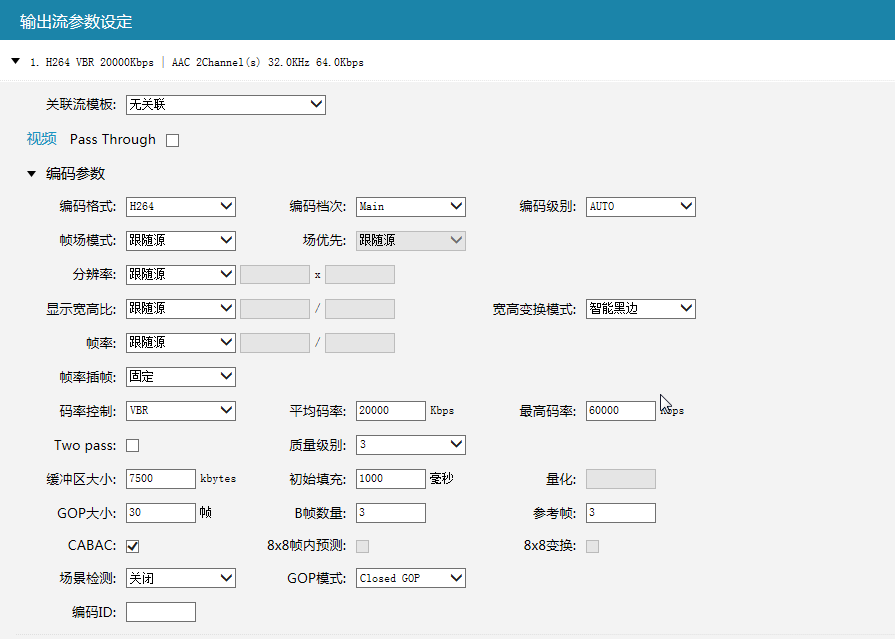 输出流参数设定
1. H264 VBR 20000Kbps | AAC 2Channel(s) 32.0KHz 64.0Kbps
关联流模板: 无关联
视频 Pass Through
编码参数
编码格式: H264 编码档次: Main 编码级别: AUTO
帧场模式: 跟随源 场优先: 跟随源
分辨率: 跟随源 x
显示宽高比: 跟随源 / 宽高变换模式: 智能黑边
帧率: 跟随源 /
帧率插帧: 固定
码率控制: VBR 平均码率: 20000 Kbps 最高码率: 60000 Kbps
Two pass: 质量级别: 3
缓冲区大小: 7500 kbytes 初始填充: 1000 毫秒 量化:
GOP大小: 30 帧 B帧数量: 3 参考帧: 3
CABAC: 8x8帧内预测: 8x8变换:
场景检测: 关闭 GOP模式: Closed GOP
编码ID: